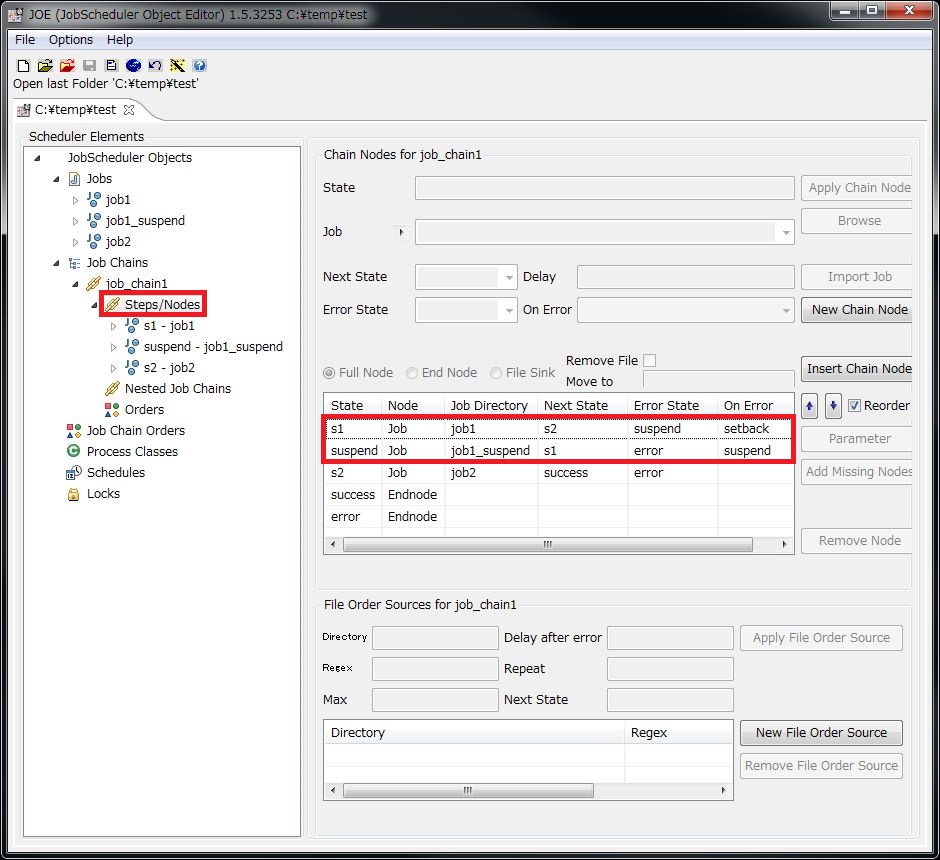 JOE (JobScheduler Object Editor) 1.5.3253 C:¥temp¥test
File Options Help
Open last Folder 'C:¥temp¥test'
C:¥temp¥test
Scheduler Elements
JobScheduler Objects
Jobs
job1
job1_suspend
job2
Job Chains
job_chain1
Steps/Nodes
s1 - job1
suspend - job1_suspend
s2 - job2
Nested Job Chains
Orders
Job Chain Orders
Process Classes
Schedules
Locks
Chain Nodes for job_chain1
State Apply Chain Node
Browse
Job
Next State Delay Import Job
Error State On Error New Chain Node
Full Node End Node File Sink Remove File
Move to
Insert Chain Node
State Node Job Directory Next State Error State On Error
s1 Job job1 s2 suspend setback
suspend Job job1_suspend s1 error suspend
s2 Job job2 success error
success Endnode
error Endnode
Reorder
Parameter
Add Missing Nodes
Remove Node
File Order Sources for job_chain1
Directory Delay after error Apply File Order Source
Regex Repeat
Max Next State
Directory Regex New File Order Source
Remove File Order Source